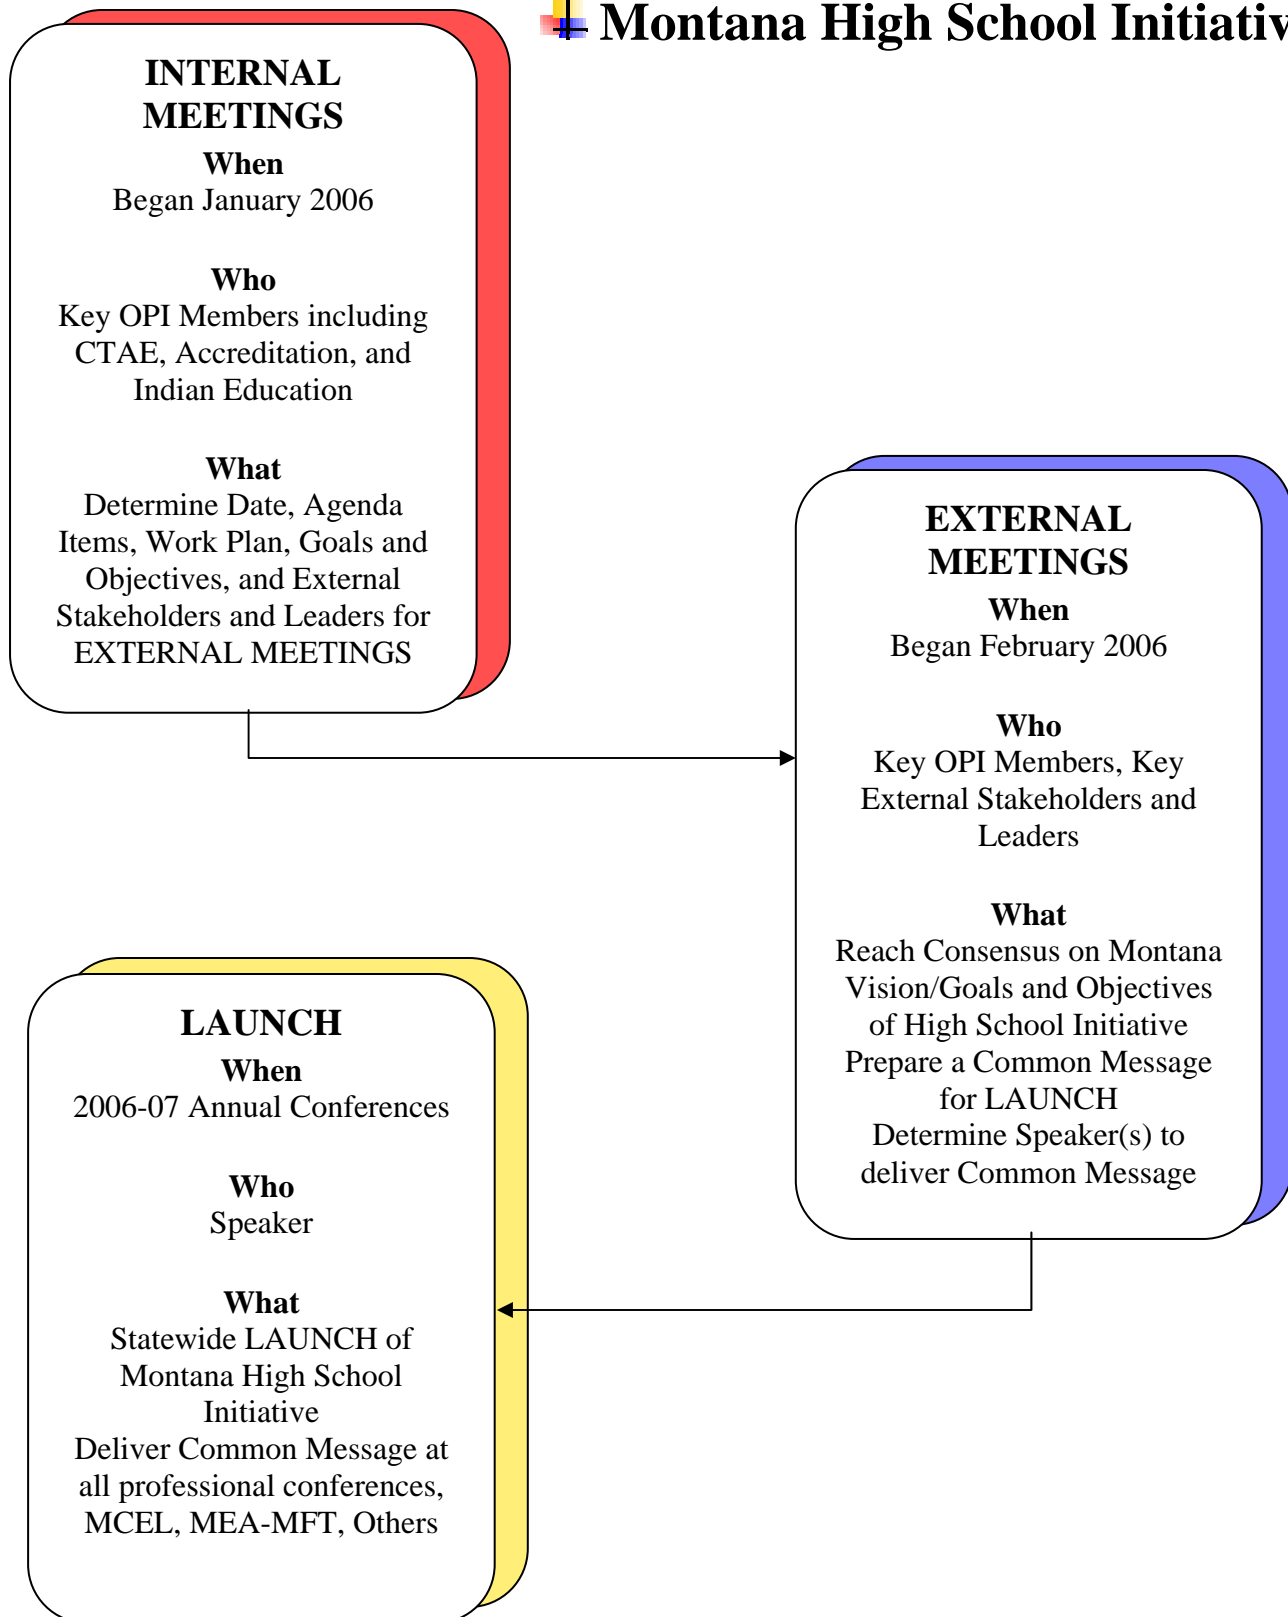 Montana High School Initiativ
INTERNAL
MEETINGS
When
Began January 2006
Who
Key OPI Members including
CTAE, Accreditation, and
Indian Education
What
Determine Date, Agenda
Items, Work Plan, Goals and
Objectives, and External
Stakeholders and Leaders for
EXTERNAL MEETINGS
EXTERNAL
MEETINGS
When
Began February 2006
Who
Key OPI Members, Key
External Stakeholders and
Leaders
What
Reach Consensus on Montana
Vision/Goals and Objectives
of High School Initiative
Prepare a Common Message
for LAUNCH
Determine Speaker(s) to
deliver Common Message
LAUNCH
When
2006-07 Annual Conferences
Who
Speaker
What
Statewide LAUNCH of
Montana High School
Initiative
Deliver Common Message at
all professional conferences,
MCEL, MEA-MFT, Others